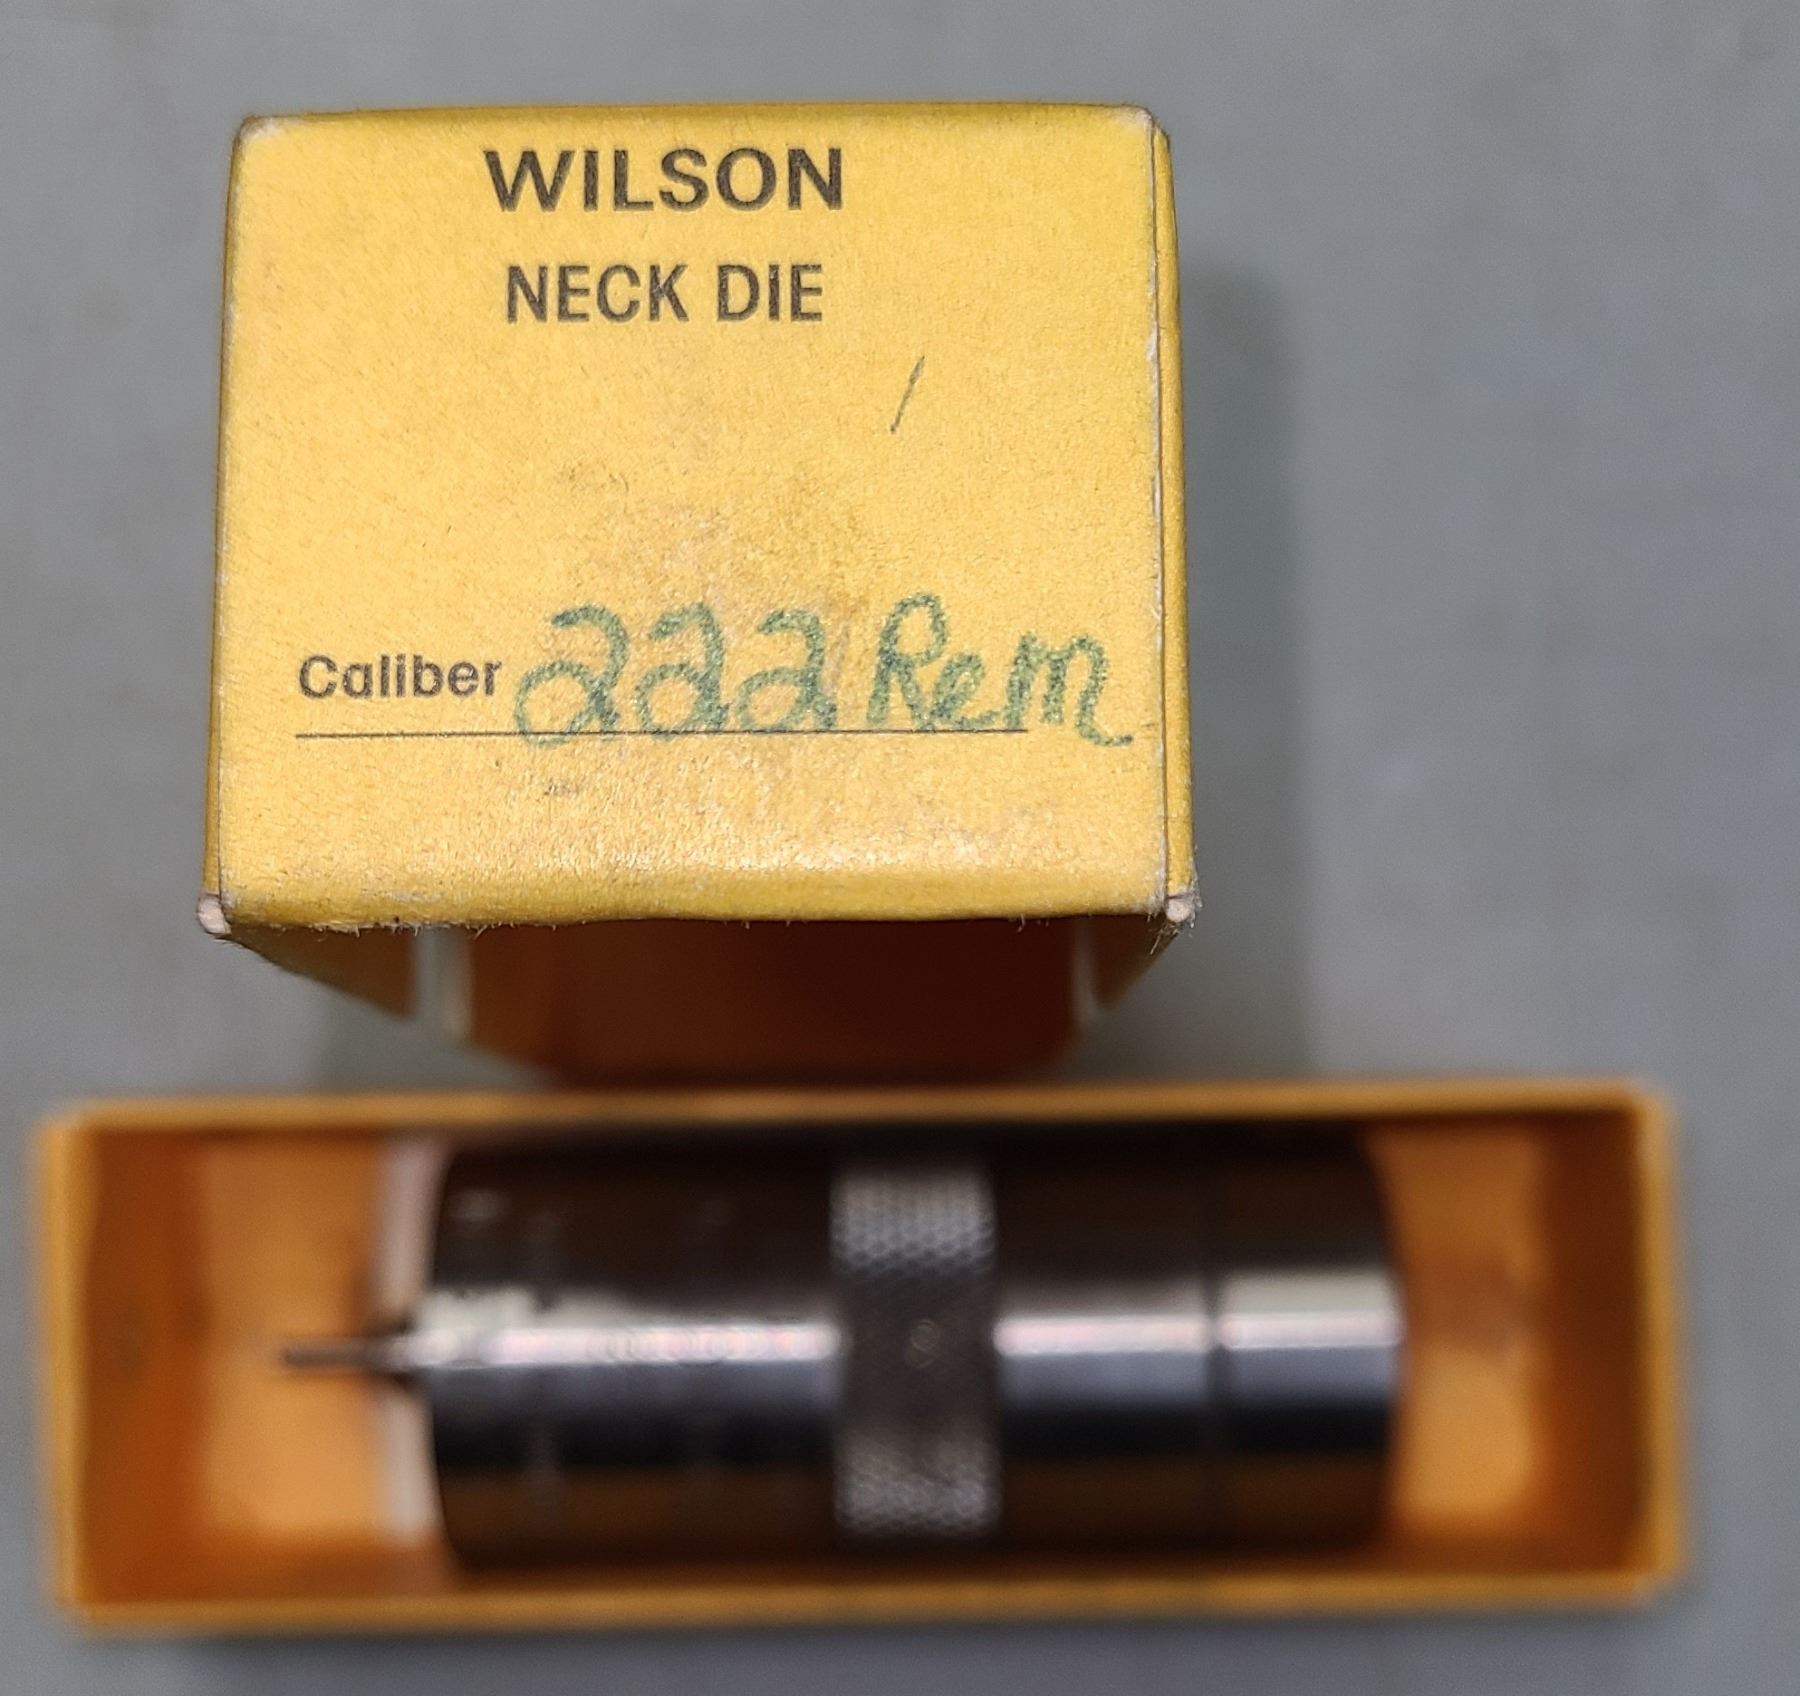 WILSON
NECK DIE
Caliber 222 Rem